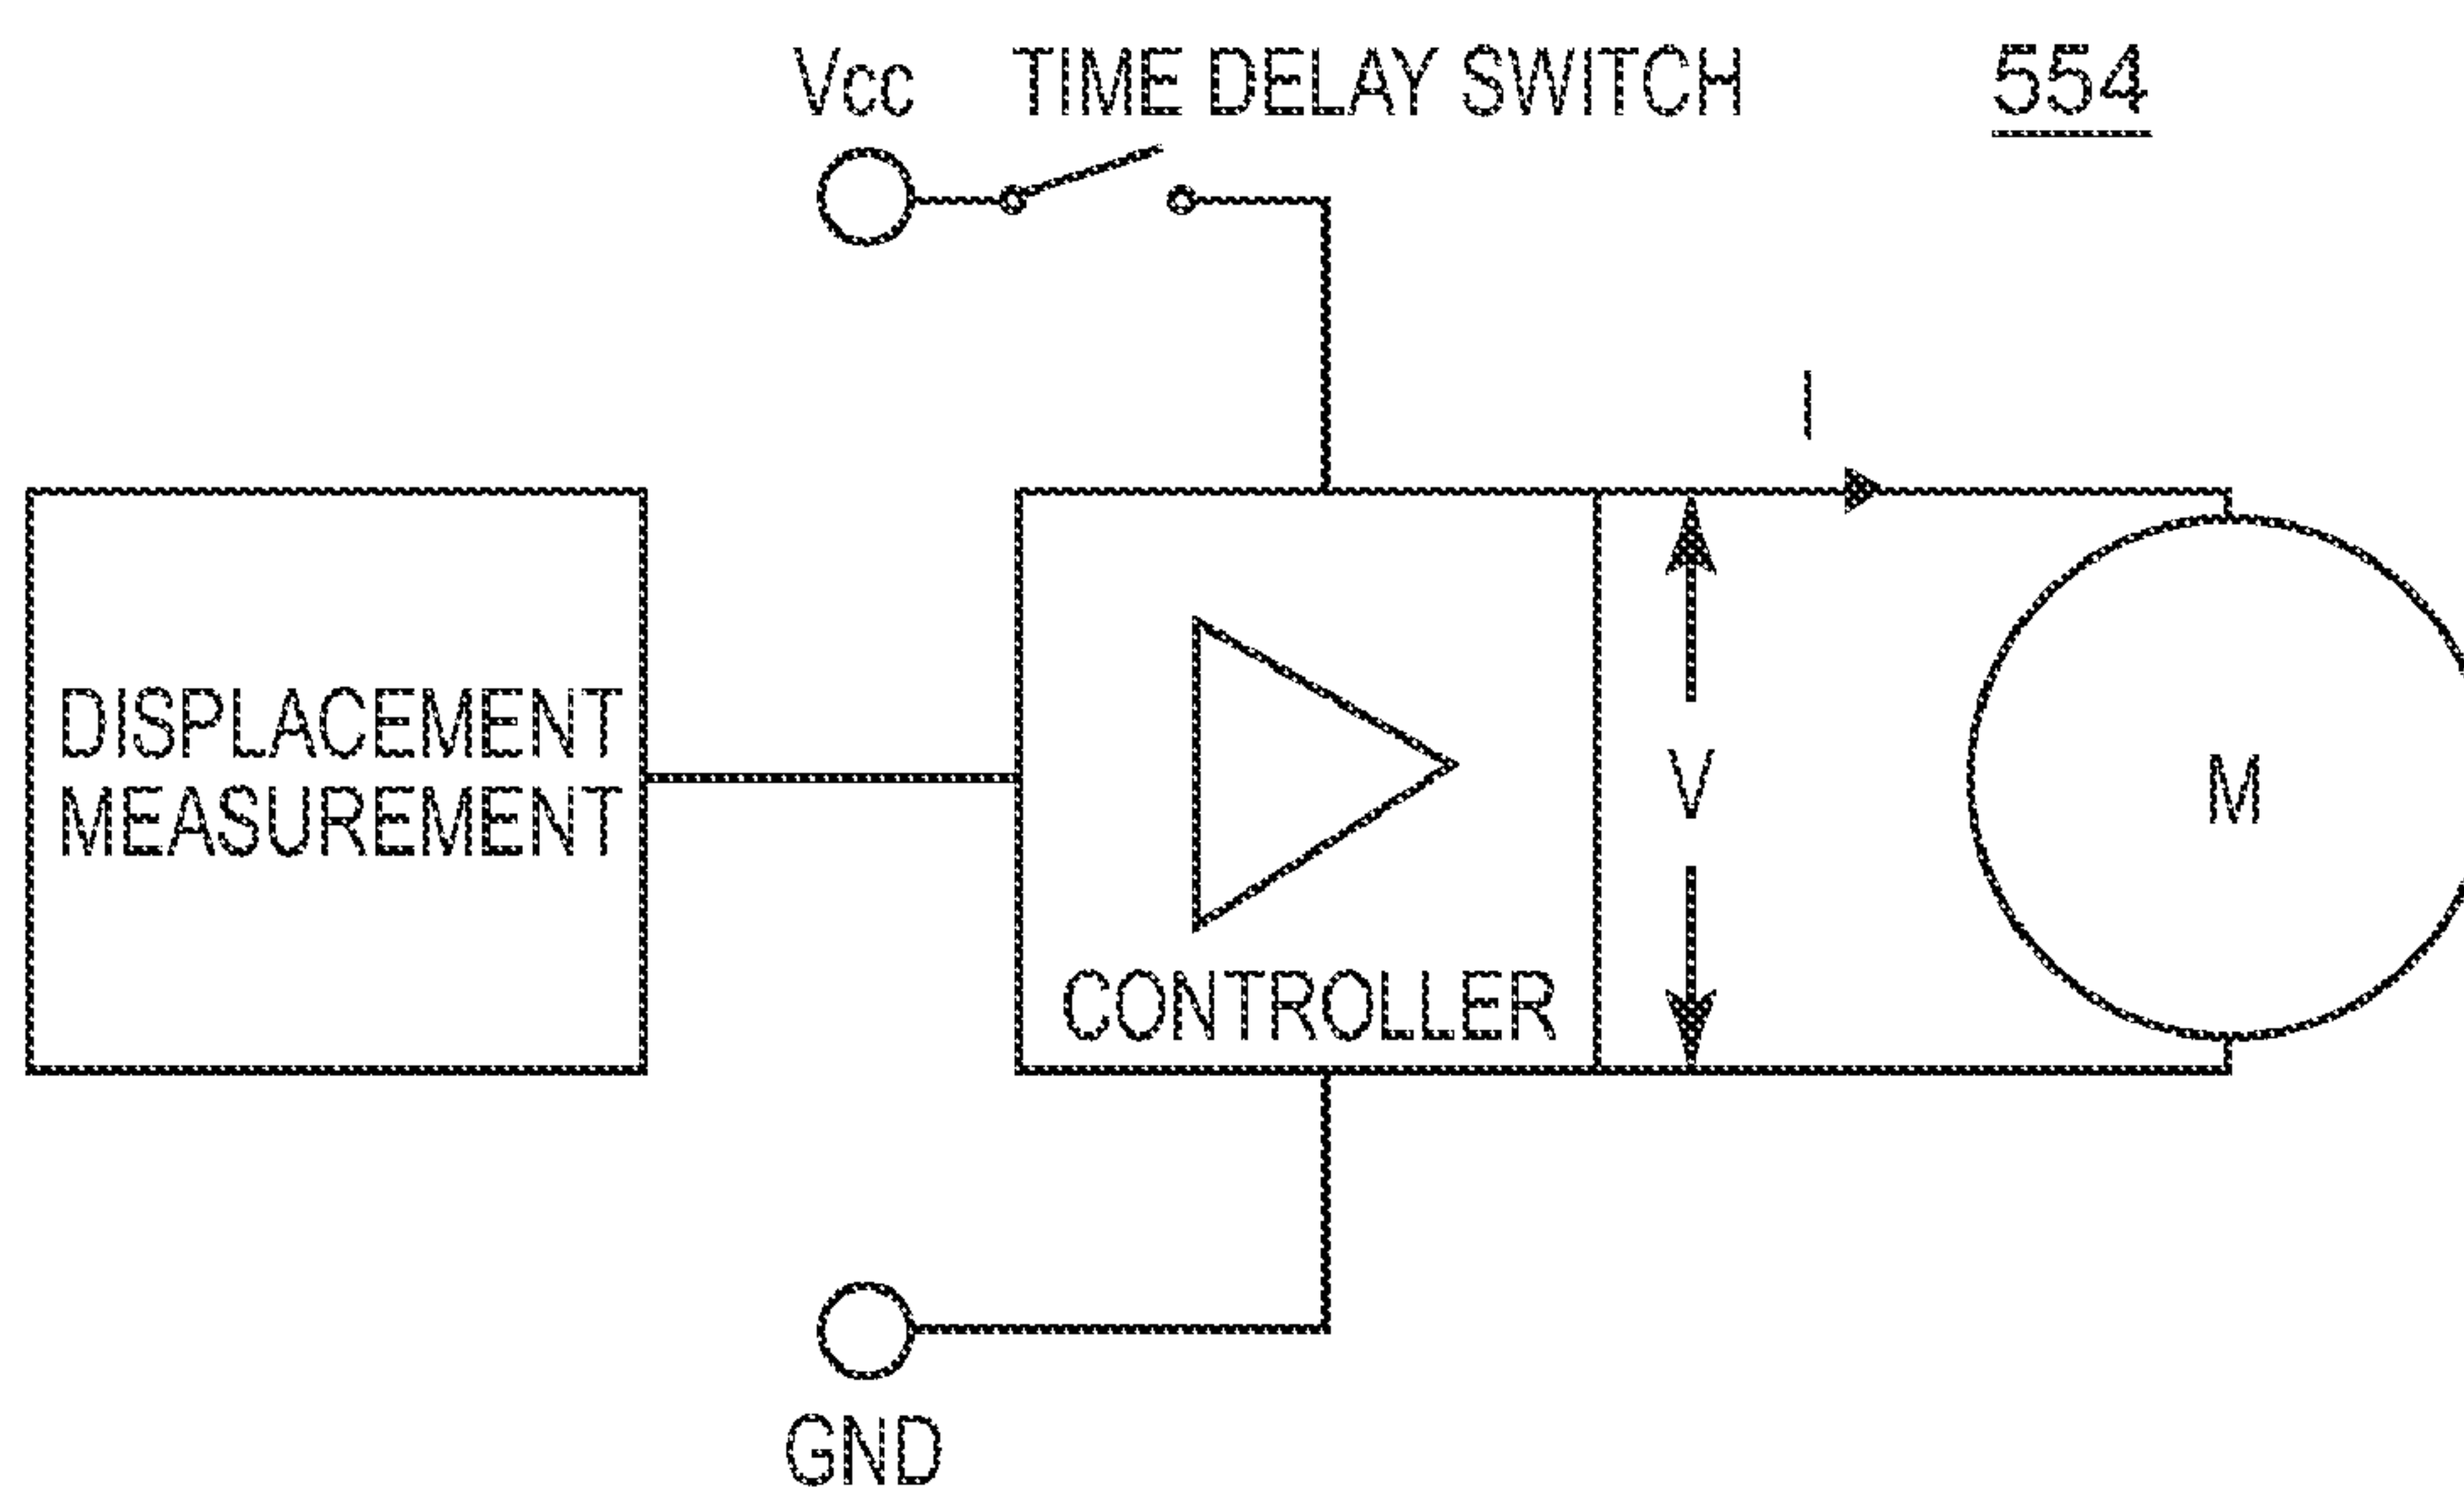 Vcc TIME DELAY SWITCH 554
I
DISPLACEMENT
MEASUREMENT
V
M
CONTROLLER
GND